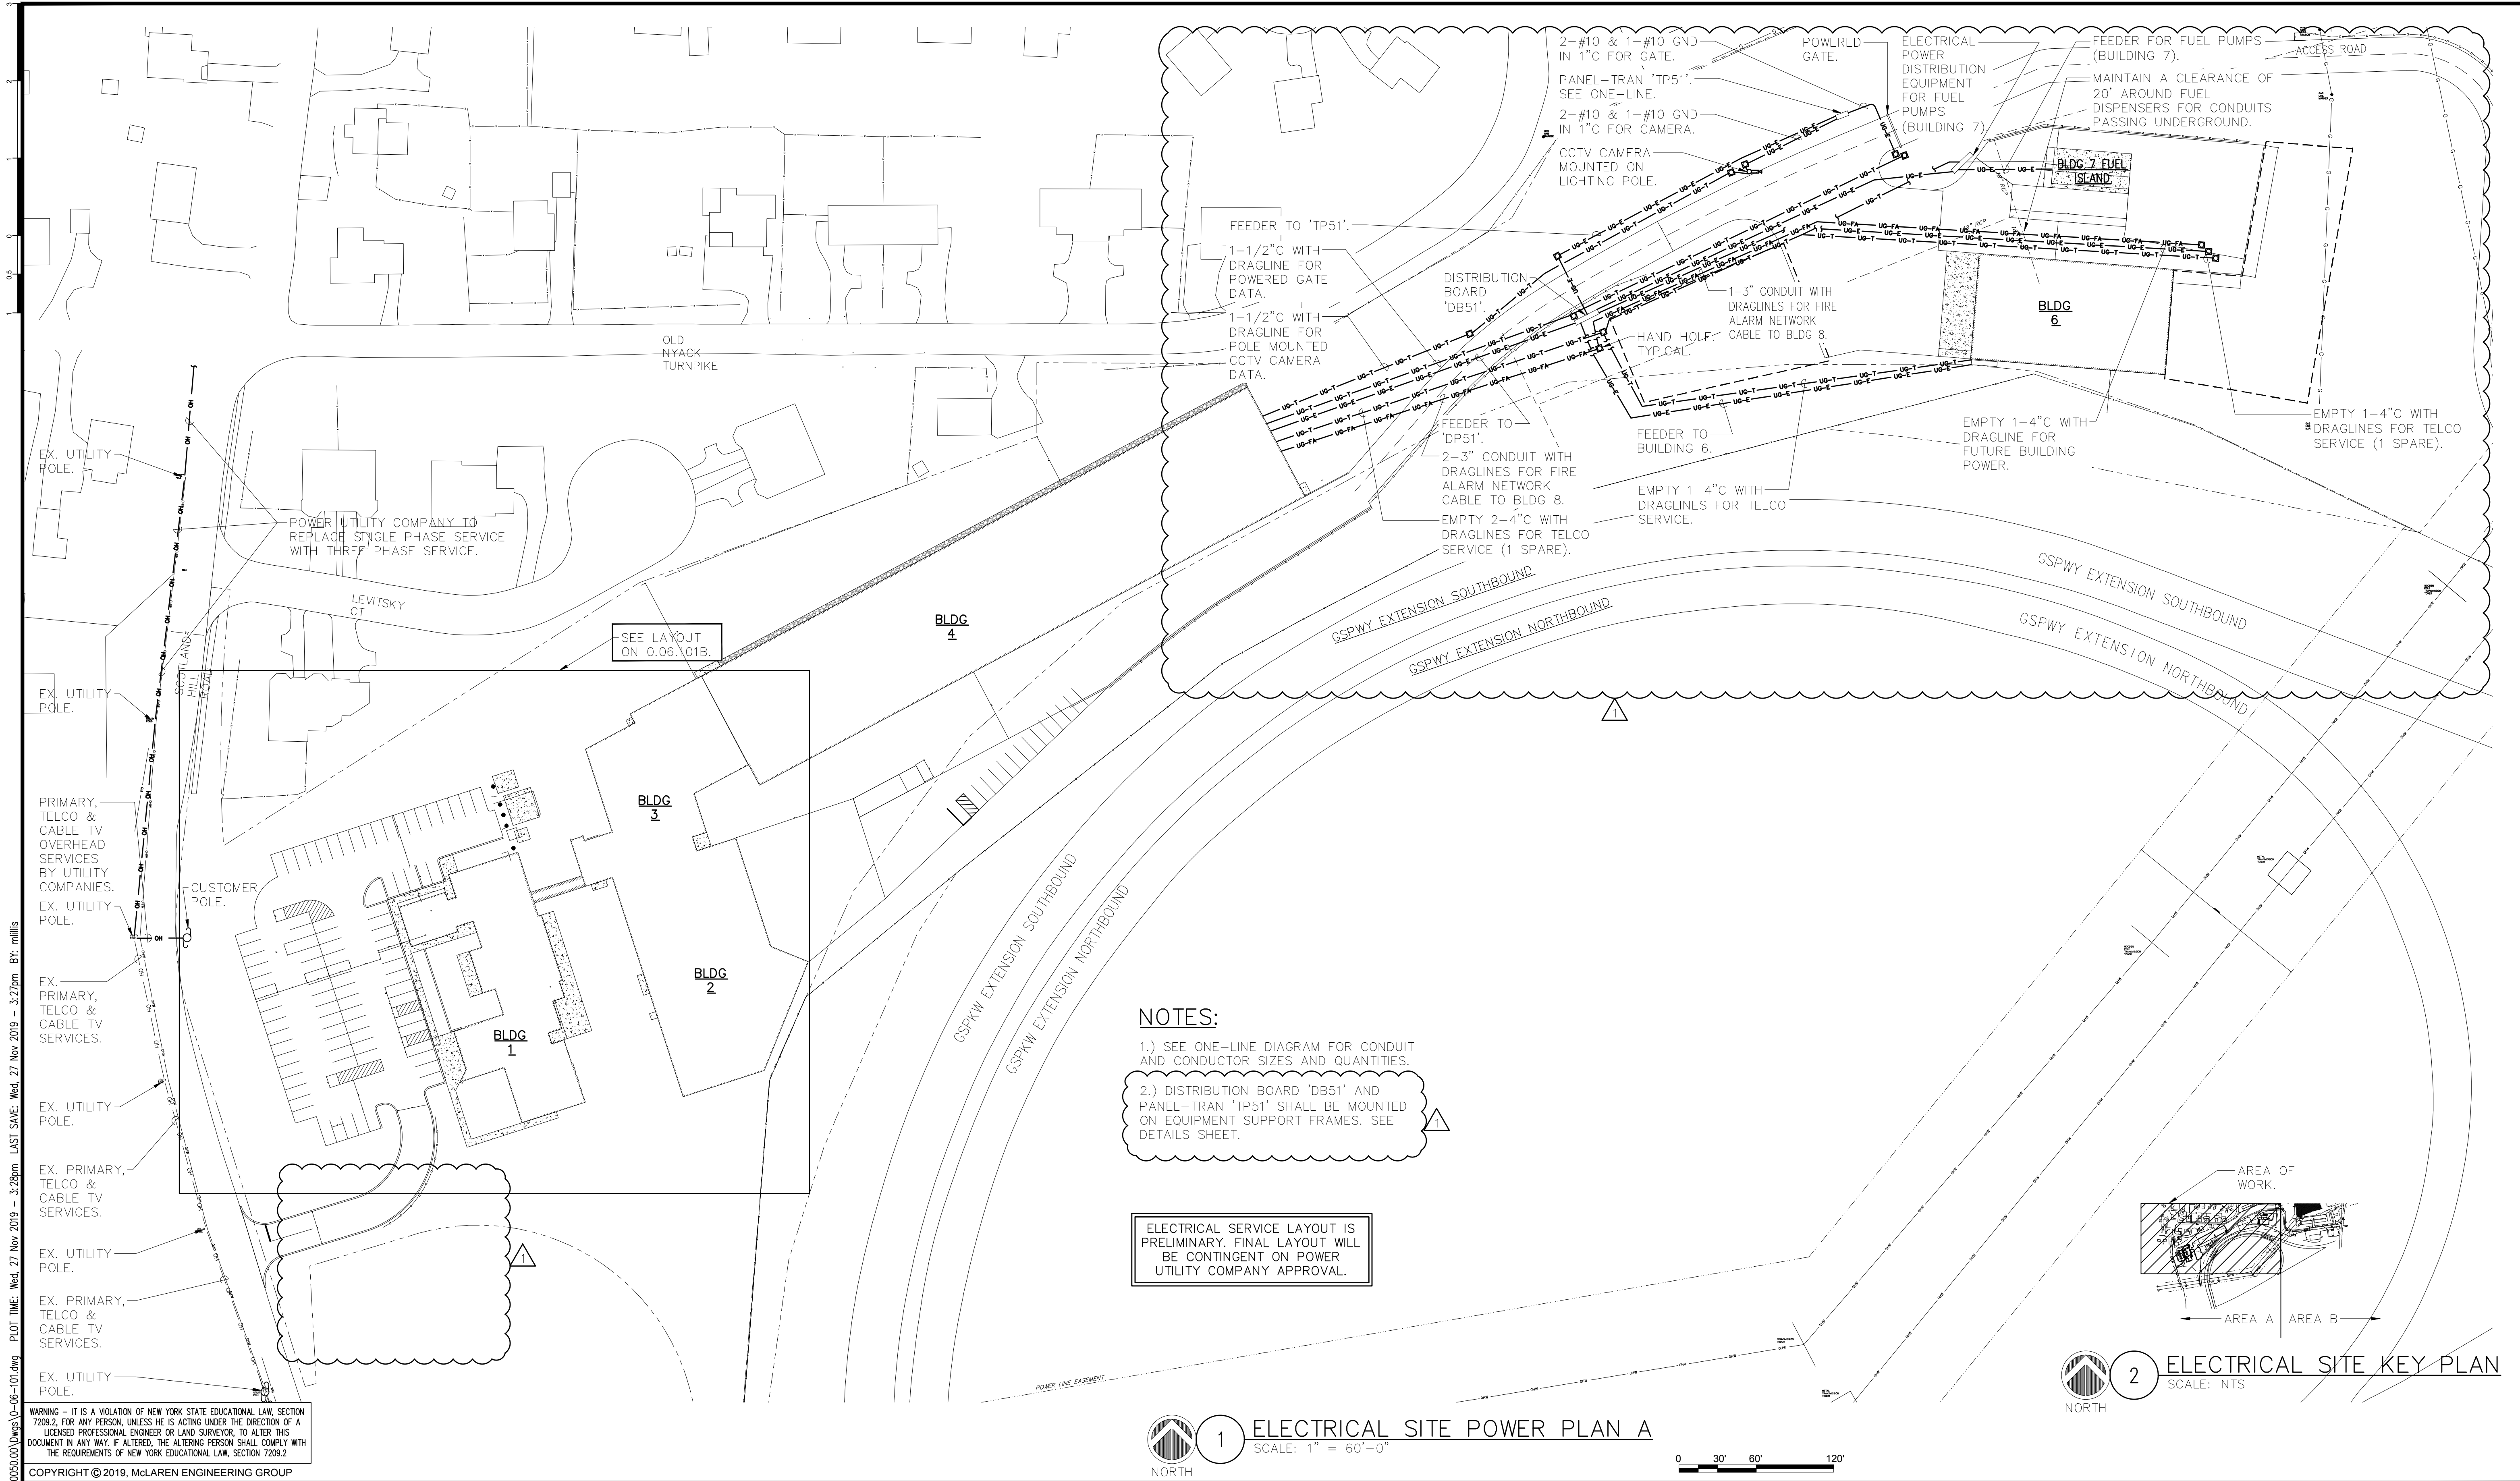 2-#10 & 1-#10 GND
IN 1"C FOR GATE.
PANEL-TRAN 'TP51'.
SEE ONE-LINE.
2-#10 & 1-#10 GND
IN 1"C FOR CAMERA.
CCTV CAMERA
MOUNTED ON
LIGHTING POLE.
POWERED
GATE.
ELECTRICAL
POWER
DISTRIBUTION
EQUIPMENT
FOR FUEL
PUMPS
(BUILDING 7)
FEEDER FOR FUEL PUMPS
(BUILDING 7).
MAINTAIN A CLEARANCE OF
20' AROUND FUEL
DISPENSERS FOR CONDUITS
PASSING UNDERGROUND.
ACCESS ROAD
BLDG 7 FUEL
ISLAND
FEEDER TO 'TP51'.
1-1/2"C WITH
DRAGLINE FOR
POWERED GATE
DATA.
1-1/2"C WITH
DRAGLINE FOR
POLE MOUNTED
CCTV CAMERA
DATA.
DISTRIBUTION
BOARD
'DB51'.
1-3" CONDUIT WITH
DRAGLINES FOR FIRE
ALARM NETWORK
CABLE TO BLDG 8.
HAND HOLE.
TYPICAL.
BLDG
6
FEEDER TO
'DP51'.
2-3" CONDUIT WITH
DRAGLINES FOR FIRE
ALARM NETWORK
CABLE TO BLDG 8.
EMPTY 2-4"C WITH
DRAGLINES FOR TELCO
SERVICE (1 SPARE).
FEEDER TO
BUILDING 6.
EMPTY 1-4"C WITH
DRAGLINES FOR TELCO
SERVICE.
EMPTY 1-4"C WITH
DRAGLINE FOR
FUTURE BUILDING
POWER.
EMPTY 1-4"C WITH
DRAGLINES FOR TELCO
SERVICE (1 SPARE).
OLD
NYACK
TURNPIKE
EX. UTILITY
POLE.
POWER UTILITY COMPANY TO
REPLACE SINGLE PHASE SERVICE
WITH THREE PHASE SERVICE.
LEVITSKY
CT
SCOTLAND
HILL
ROAD
SEE LAYOUT
ON 0.06.101B.
BLDG
4
GSPWY EXTENSION SOUTHBOUND
GSPWY EXTENSION NORTHBOUND
GSPWY EXTENSION SOUTHBOUND
GSPWY EXTENSION NORTHBOUND
1
EX. UTILITY
POLE.
PRIMARY,
TELCO &
CABLE TV
OVERHEAD
SERVICES
BY UTILITY
COMPANIES.
CUSTOMER
POLE.
EX. UTILITY
POLE.
OH
BLDG
3
BLDG
2
BLDG
1
EX.
PRIMARY,
TELCO &
CABLE TV
SERVICES.
GSPKW EXTENSION SOUTHBOUND
GSPKW EXTENSION NORTHBOUND
EX. UTILITY
POLE.
EX. PRIMARY,
TELCO &
CABLE TV
SERVICES.
EX. UTILITY
POLE.
EX. PRIMARY,
TELCO &
CABLE TV
SERVICES.
EX. UTILITY
POLE.
1
NOTES:
1.) SEE ONE-LINE DIAGRAM FOR CONDUIT
AND CONDUCTOR SIZES AND QUANTITIES.
2.) DISTRIBUTION BOARD 'DB51' AND
PANEL-TRAN 'TP51' SHALL BE MOUNTED
ON EQUIPMENT SUPPORT FRAMES. SEE
DETAILS SHEET.
1
ELECTRICAL SERVICE LAYOUT IS
PRELIMINARY. FINAL LAYOUT WILL
BE CONTINGENT ON POWER
UTILITY COMPANY APPROVAL.
POWER LINE EASEMENT
AREA OF
WORK.
AREA A
AREA B
NORTH
2
ELECTRICAL SITE KEY PLAN
SCALE: NTS
NORTH
1
ELECTRICAL SITE POWER PLAN A
SCALE: 1" = 60'-0"
0 30' 60' 120'
WARNING - IT IS A VIOLATION OF NEW YORK STATE EDUCATIONAL LAW, SECTION
7209.2, FOR ANY PERSON, UNLESS HE IS ACTING UNDER THE DIRECTION OF A
LICENSED PROFESSIONAL ENGINEER OR LAND SURVEYOR, TO ALTER THIS
DOCUMENT IN ANY WAY. IF ALTERED, THE ALTERING PERSON SHALL COMPLY WITH
THE REQUIREMENTS OF NEW YORK EDUCATIONAL LAW, SECTION 7209.2
COPYRIGHT © 2019, McLAREN ENGINEERING GROUP
0050.00\Dwgs\0-06-101.dwg PLOT TIME: Wed, 27 Nov 2019 - 3:28pm LAST SAVE: Wed, 27 Nov 2019 - 3:27pm BY: millis